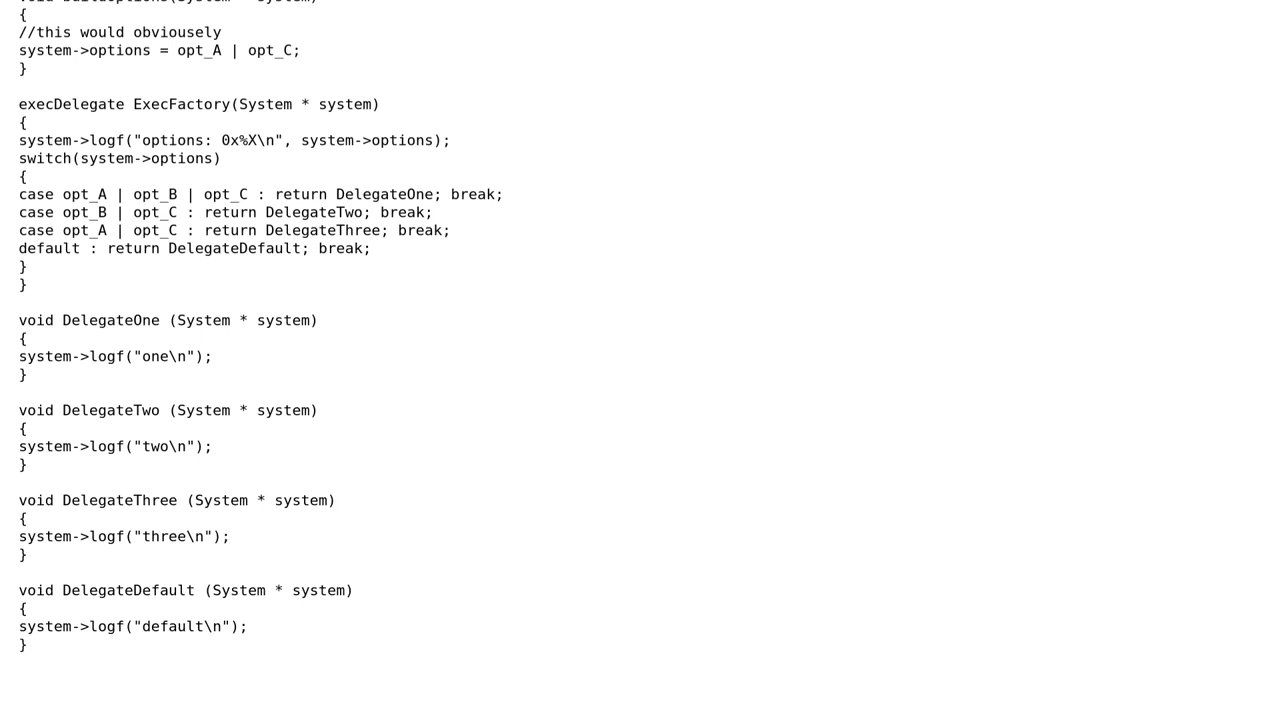 {
//this would obviousely
system->options = opt_A | opt_C;
}
execDelegate ExecFactory(System * system)
{
system->logf("options: 0x%X\n", system->options);
switch(system->options)
{
case opt_A | opt_B | opt_C : return DelegateOne; break;
case opt_B | opt_C : return DelegateTwo; break;
case opt_A | opt_C : return DelegateThree; break;
default : return DelegateDefault; break;
}
}
void DelegateOne (System * system)
{
system->logf("one\n");
}
void DelegateTwo (System * system)
{
system->logf("two\n");
}
void DelegateThree (System * system)
{
system->logf("three\n");
}
void DelegateDefault (System * system)
{
system->logf("default\n");
}